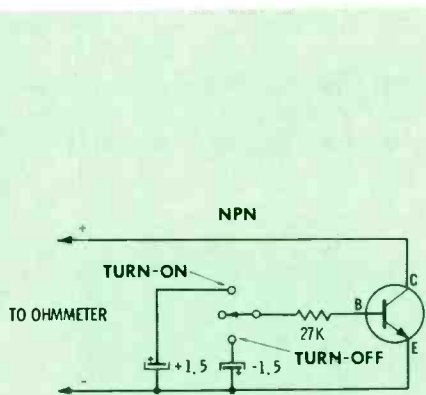 NPN
+
C
TURN-ON
TO OHMMETER
B
27K
E
TURN-OFF
+ +1.5
-1.5 +
-